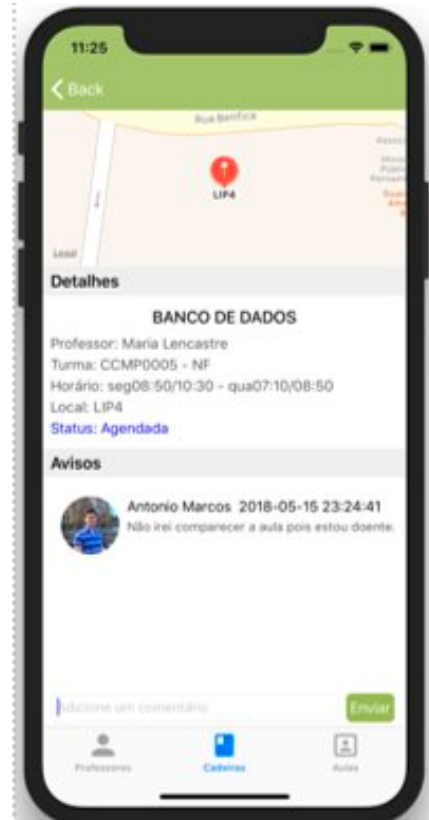 11:25
Back
Rua Benfica
LIP4
Legal
Detalhes
BANCO DE DADOS
Professor: Maria Lencastre
Turma: CCMP0005 - NF
Horário: seg08:50/10:30 - qua07:10/08:50
Local: LIP4
Status: Agendada
Avisos
Antonio Marcos 2018-05-15 23:24:41
Não irei comparecer a aula pois estou doente.
Adicione um comentário
Enviar
Professores Cadeiras Aulas